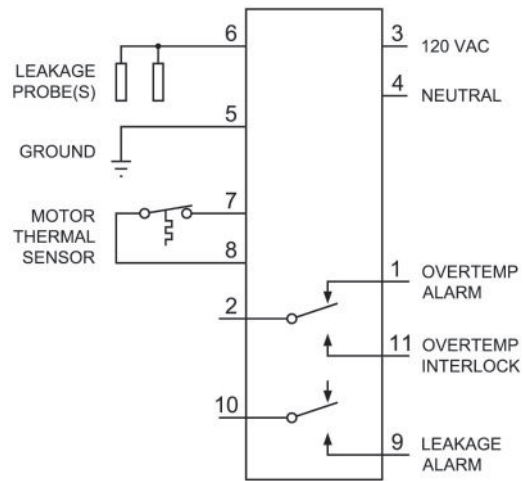 6
3
120 VAC
LEAKAGE
PROBE(S)
4
NEUTRAL
5
GROUND
7
MOTOR
THERMAL
SENSOR
8
1
OVERTEMP
ALARM
2
11
OVERTEMP
INTERLOCK
10
9
LEAKAGE
ALARM